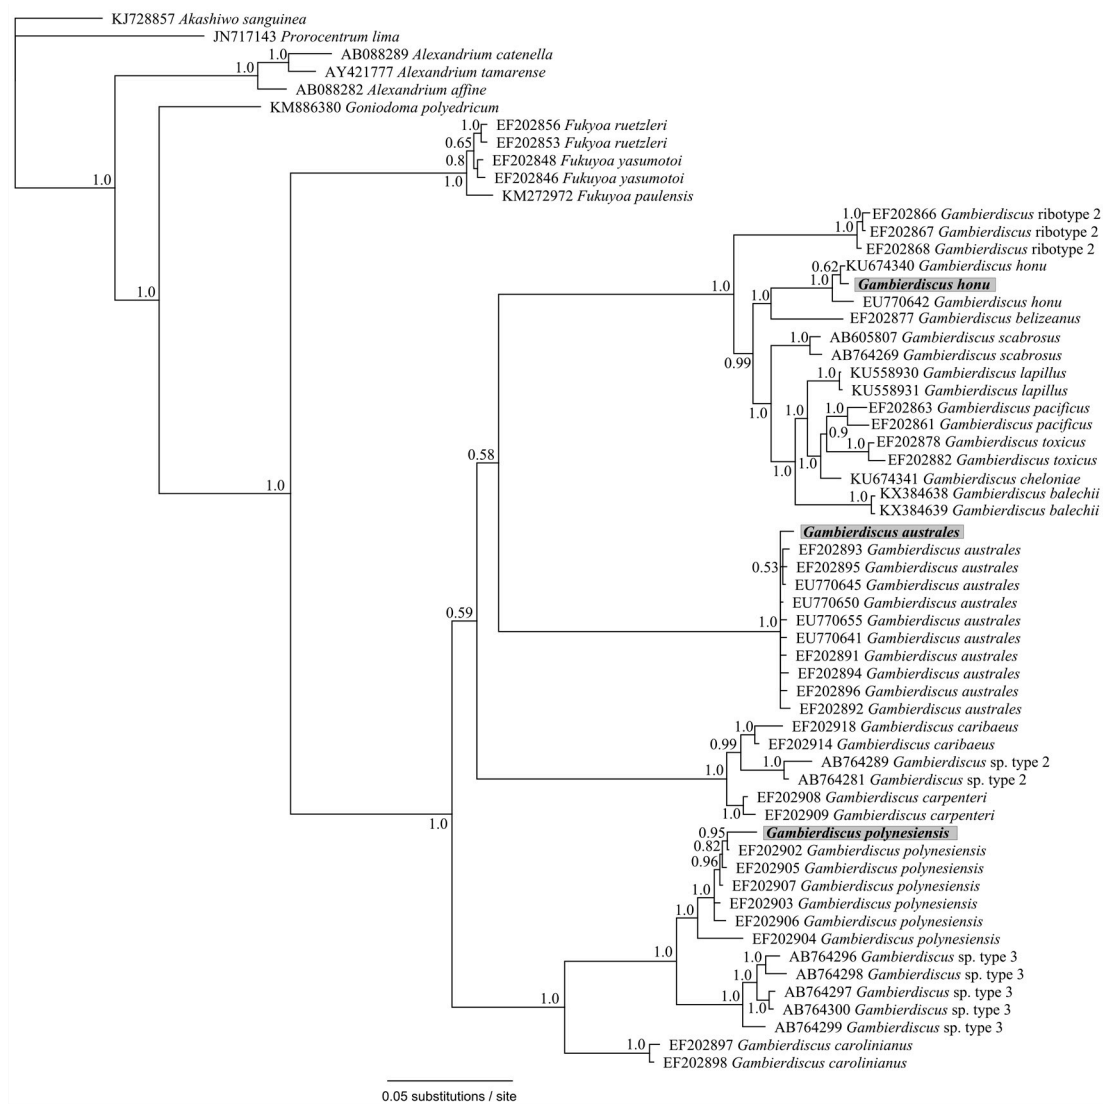 KJ728857 Akashiwo sanguinea
JN717143 Prorocentrum lima
1.0 AB088289 Alexandrium catenella
1.0 AY421777 Alexandrium tamarense
AB088282 Alexandrium affine
KM886380 Goniodoma polyedricum
1.0 EF202856 Fukyoa ruetzleri
0.65 EF202853 Fukyoa ruetzleri
0.8 EF202848 Fukuyoa yasumotoi
1.0 EF202846 Fukuyoa yasumotoi
1.0
KM272972 Fukuyoa paulensis
1.0 EF202866 Gambierdiscus ribotype 2
1.0 EF202867 Gambierdiscus ribotype 2
EF202868 Gambierdiscus ribotype 2
0.62 KU674340 Gambierdiscus honu
1.0 Gambierdiscus honu
1.0
1.0
1.0 EU770642 Gambierdiscus honu
EF202877 Gambierdiscus belizeanus
1.0 AB605807 Gambierdiscus scabrosus
AB764269 Gambierdiscus scabrosus
0.99
1.0 KU558930 Gambierdiscus lapillus
KU558931 Gambierdiscus lapillus
1.0 1.0 1.0 EF202863 Gambierdiscus pacificus
EF202861 Gambierdiscus pacificus
0.9
1.0 EF202878 Gambierdiscus toxicus
0.58
1.0 1.0 EF202882 Gambierdiscus toxicus
KU674341 Gambierdiscus cheloniae
1.0
1.0 KX384638 Gambierdiscus balechii
KX384639 Gambierdiscus balechii
Gambierdiscus australes
EF202893 Gambierdiscus australes
0.53 EF202895 Gambierdiscus australes
EU770645 Gambierdiscus australes
EU770650 Gambierdiscus australes
0.59
1.0 EU770655 Gambierdiscus australes
EU770641 Gambierdiscus australes
EF202891 Gambierdiscus australes
EF202894 Gambierdiscus australes
EF202896 Gambierdiscus australes
EF202892 Gambierdiscus australes
1.0 EF202918 Gambierdiscus caribaeus
0.99 EF202914 Gambierdiscus caribaeus
1.0 AB764289 Gambierdiscus sp. type 2
1.0 AB764281 Gambierdiscus sp. type 2
EF202908 Gambierdiscus carpenteri
1.0 EF202909 Gambierdiscus carpenteri
1.0
0.95 Gambierdiscus polynesiensis
0.82 EF202902 Gambierdiscus polynesiensis
0.96 EF202905 Gambierdiscus polynesiensis
1.0 EF202907 Gambierdiscus polynesiensis
1.0 EF202903 Gambierdiscus polynesiensis
EF202906 Gambierdiscus polynesiensis
EF202904 Gambierdiscus polynesiensis
1.0 1.0 AB764296 Gambierdiscus sp. type 3
1.0 AB764298 Gambierdiscus sp. type 3
1.0 1.0 AB764297 Gambierdiscus sp. type 3
1.0 AB764300 Gambierdiscus sp. type 3
AB764299 Gambierdiscus sp. type 3
1.0 EF202897 Gambierdiscus carolinianus
EF202898 Gambierdiscus carolinianus
0.05 substitutions / site